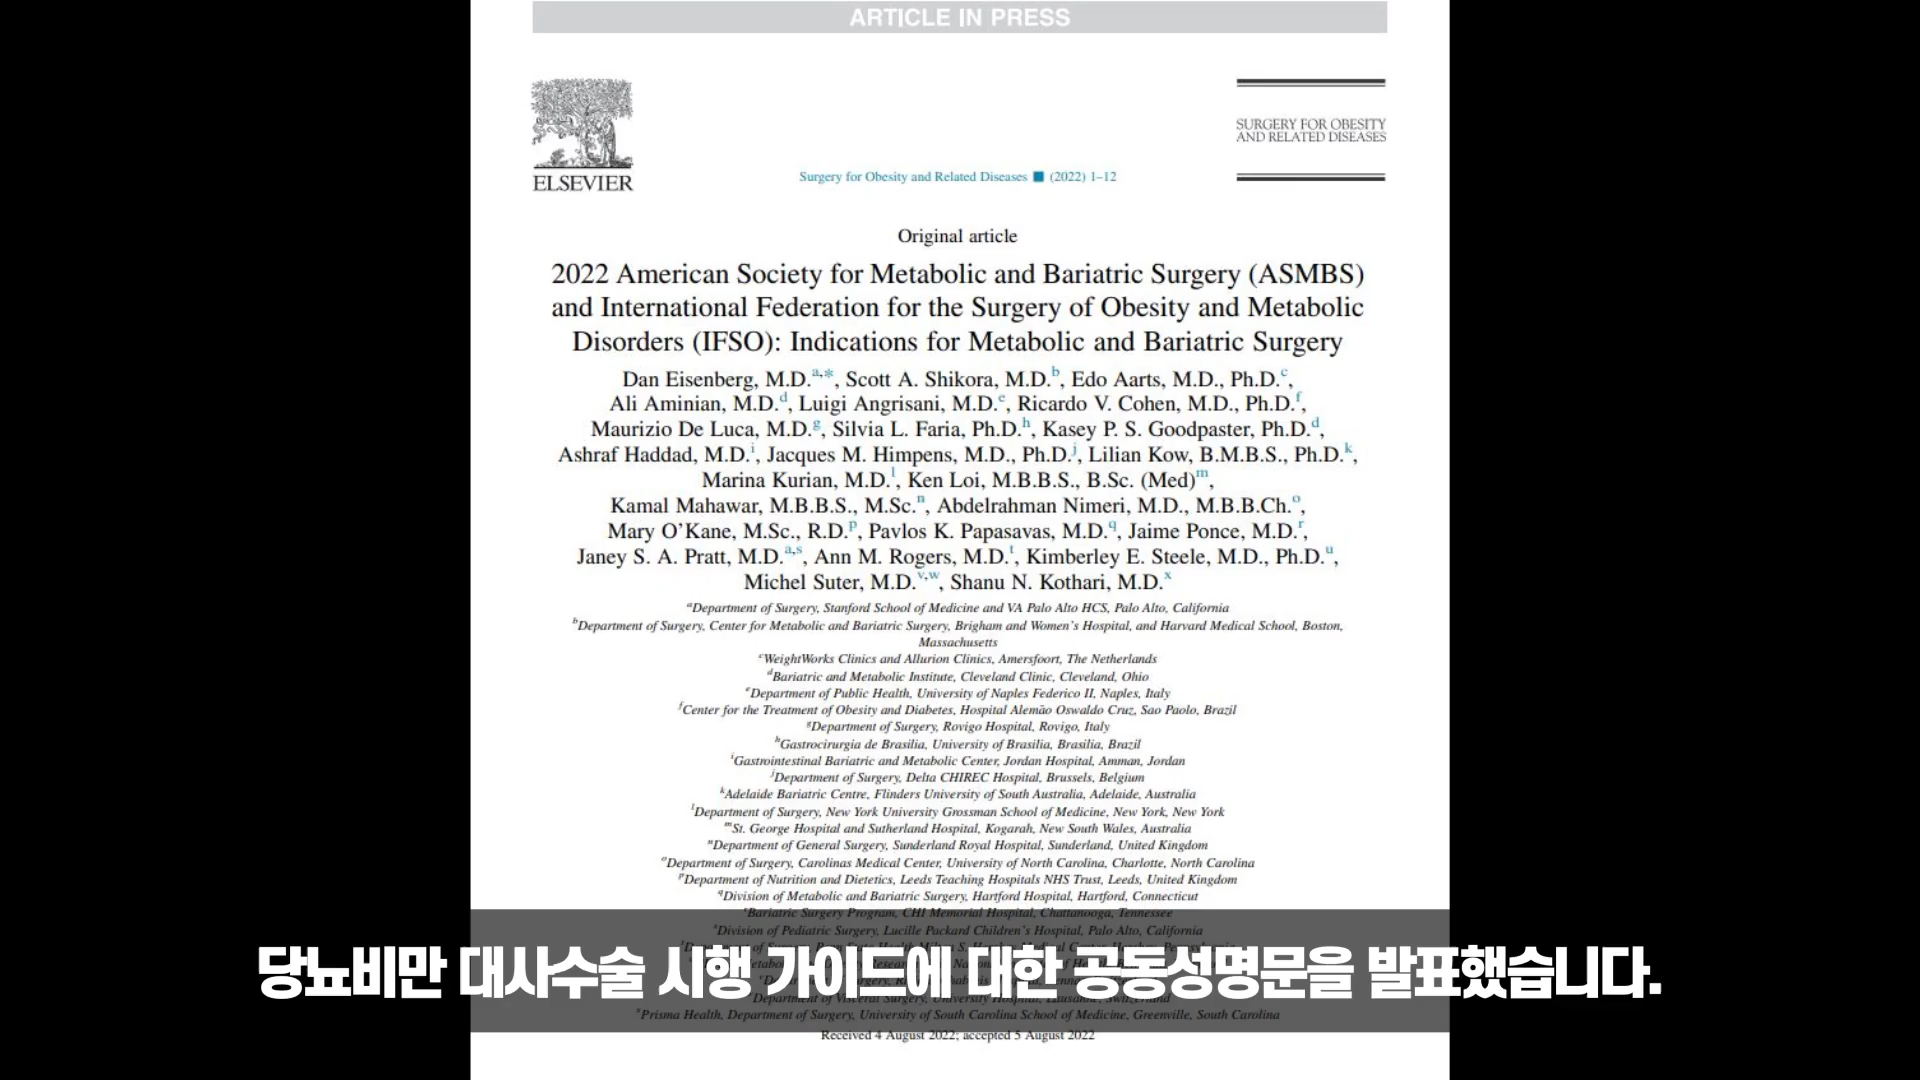 ARTICLE IN PRESS
ELSEVIER
SURGERY FOR OBESITY
AND RELATED DISEASES
Surgery for Obesity and Related Diseases ■ (2022) 1–12
Original article
2022 American Society for Metabolic and Bariatric Surgery (ASMBS)
and International Federation for the Surgery of Obesity and Metabolic
Disorders (IFSO): Indications for Metabolic and Bariatric Surgery
Dan Eisenberg, M.D.a,*, Scott A. Shikora, M.D.b, Edo Aarts, M.D., Ph.D.c,
Ali Aminian, M.D.d, Luigi Angrisani, M.D.e, Ricardo V. Cohen, M.D., Ph.D.f,
Maurizio De Luca, M.D.g, Silvia L. Faria, Ph.D.h, Kasey P. S. Goodpaster, Ph.D.d,
Ashraf Haddad, M.D.i, Jacques M. Himpens, M.D., Ph.D.j, Lilian Kow, B.M.B.S., Ph.D.k,
Marina Kurian, M.D.l, Ken Loi, M.B.B.S., B.Sc. (Med)m,
Kamal Mahawar, M.B.B.S., M.Sc.n, Abdelrahman Nimeri, M.D., M.B.B.Ch.o,
Mary O'Kane, M.Sc., R.D.p, Pavlos K. Papasavas, M.D.q, Jaime Ponce, M.D.r,
Janey S. A. Pratt, M.D.a,s, Ann M. Rogers, M.D.t, Kimberley E. Steele, M.D., Ph.D.u,
Michel Suter, M.D.v,w, Shanu N. Kothari, M.D.x
aDepartment of Surgery, Stanford School of Medicine and VA Palo Alto HCS, Palo Alto, California
bDepartment of Surgery, Center for Metabolic and Bariatric Surgery, Brigham and Women's Hospital, and Harvard Medical School, Boston,
Massachusetts
cWeightWorks Clinics and Allurion Clinics, Amersfoort, The Netherlands
dBariatric and Metabolic Institute, Cleveland Clinic, Cleveland, Ohio
eDepartment of Public Health, University of Naples Federico II, Naples, Italy
fCenter for the Treatment of Obesity and Diabetes, Hospital Alemão Oswaldo Cruz, Sao Paolo, Brazil
gDepartment of Surgery, Rovigo Hospital, Rovigo, Italy
hGastrocirurgia de Brasilia, University of Brasilia, Brasilia, Brazil
iGastrointestinal Bariatric and Metabolic Center, Jordan Hospital, Amman, Jordan
jDepartment of Surgery, Delta CHIREC Hospital, Brussels, Belgium
kAdelaide Bariatric Centre, Flinders University of South Australia, Adelaide, Australia
lDepartment of Surgery, New York University Grossman School of Medicine, New York, New York
mSt. George Hospital and Sutherland Hospital, Kogarah, New South Wales, Australia
nDepartment of General Surgery, Sunderland Royal Hospital, Sunderland, United Kingdom
oDepartment of Surgery, Carolinas Medical Center, University of North Carolina, Charlotte, North Carolina
pDepartment of Nutrition and Dietetics, Leeds Teaching Hospitals NHS Trust, Leeds, United Kingdom
qDivision of Metabolic and Bariatric Surgery, Hartford Hospital, Hartford, Connecticut
rBariatric Surgery Program, CHI Memorial Hospital, Chattanooga, Tennessee
sDivision of Pediatric Surgery, Lucille Packard Children's Hospital, Palo Alto, California
당뇨비만 대사수술 시행 가이드에 대한 공동성명문을 발표했습니다.
Department of Visceral Surgery, University Hospital, Lausanne, Switzerland
xPrisma Health, Department of Surgery, University of South Carolina School of Medicine, Greenville, South Carolina
Received 4 August 2022; accepted 5 August 2022